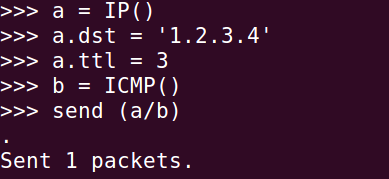 >>> a = IP()
>>> a.dst = '1.2.3.4'
>>> a.ttl = 3
>>> b = ICMP()
>>> send (a/b)
.
Sent 1 packets.